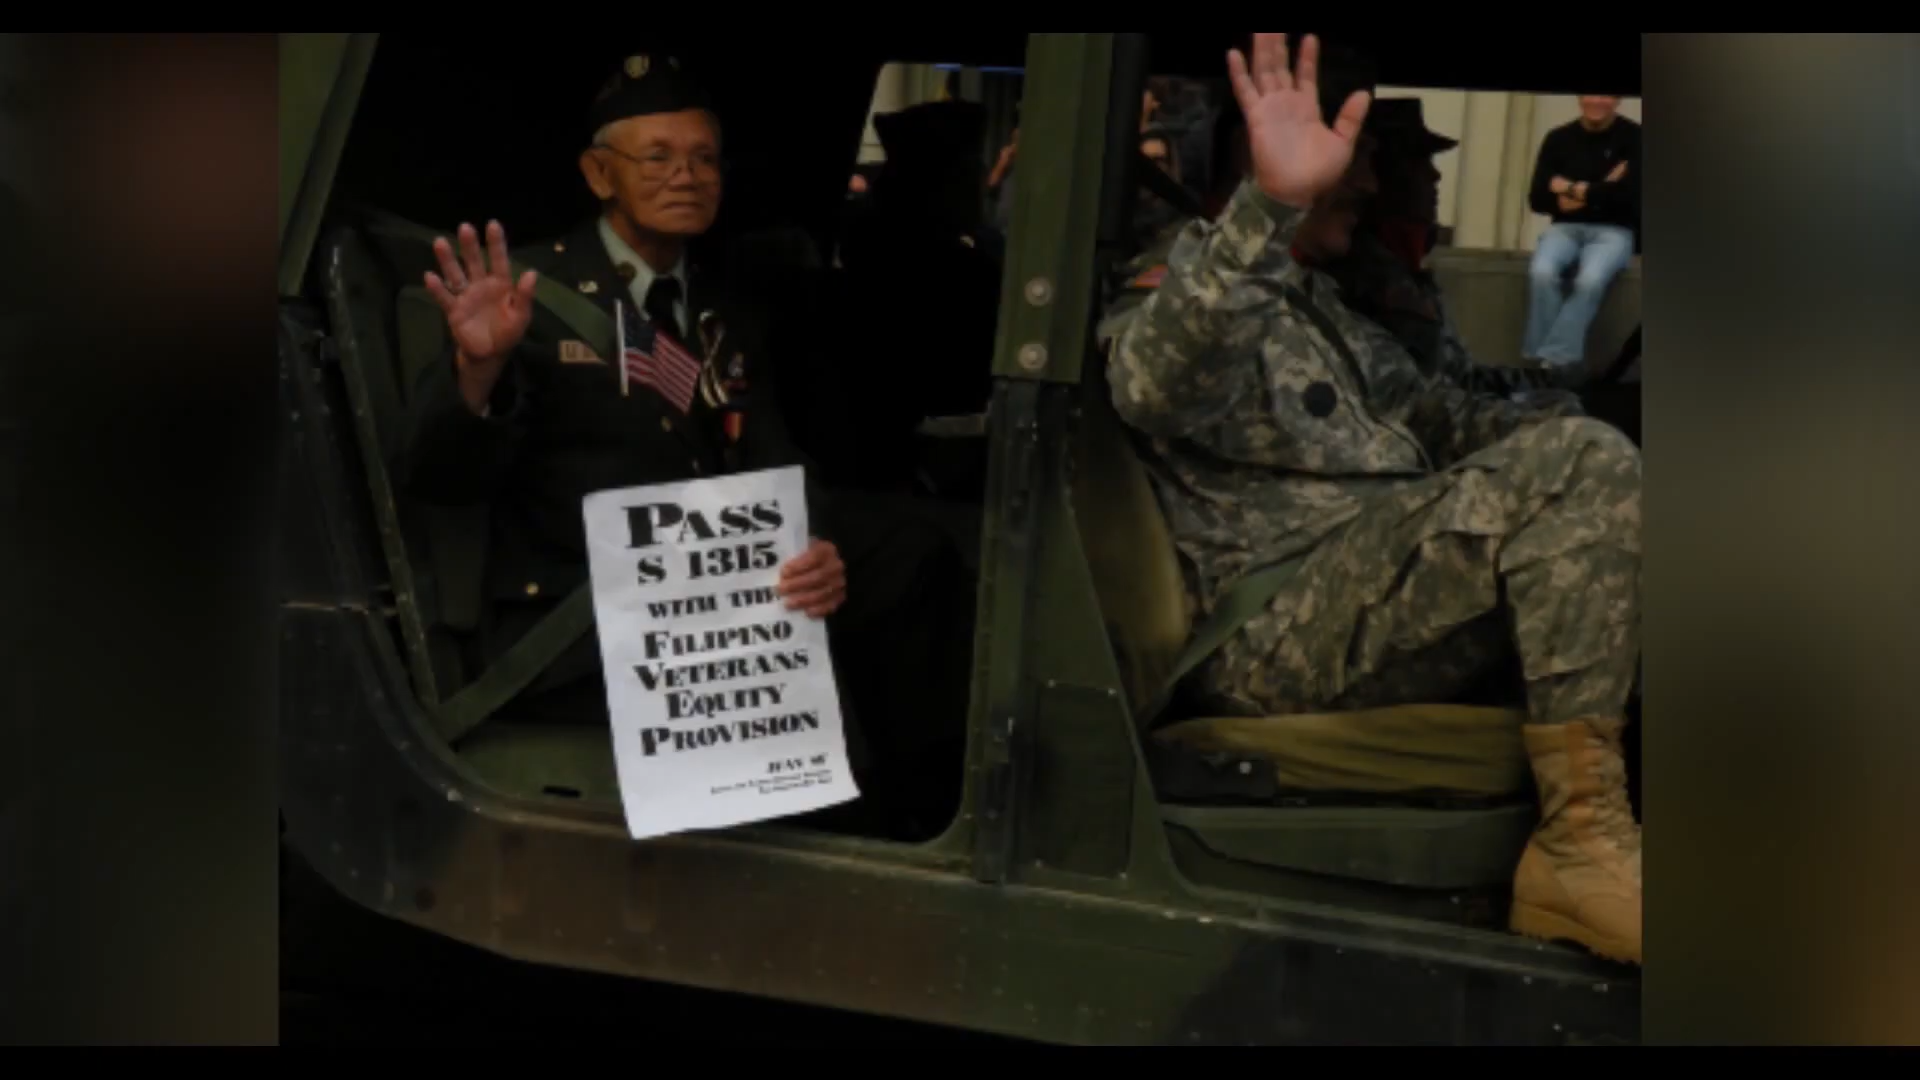 PASS
S 1315
WITH THE
FILIPINO
VETERANS
EQUITY
PROVISION